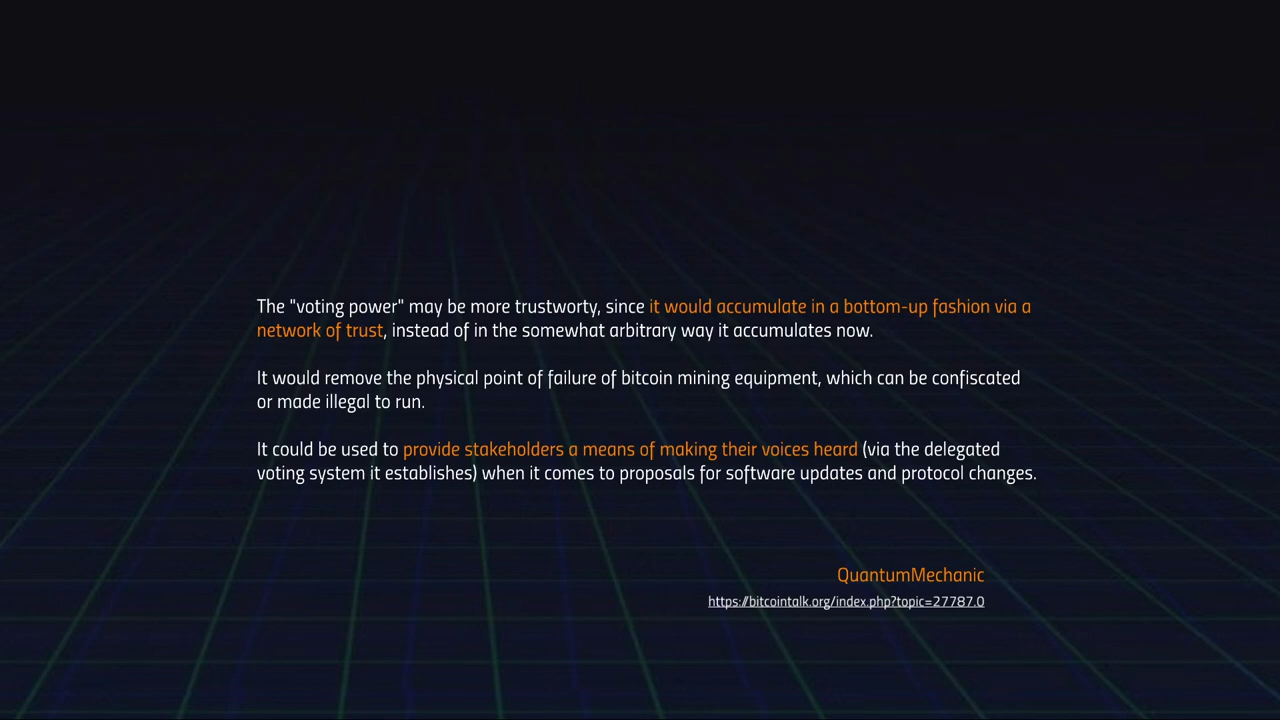 The "voting power" may be more trustworty, since it would accumulate in a bottom-up fashion via a
network of trust, instead of in the somewhat arbitrary way it accumulates now.
It would remove the physical point of failure of bitcoin mining equipment, which can be confiscated
or made illegal to run.
It could be used to provide stakeholders a means of making their voices heard (via the delegated
voting system it establishes) when it comes to proposals for software updates and protocol changes.
QuantumMechanic
https://bitcointalk.org/index.php?topic=27787.0